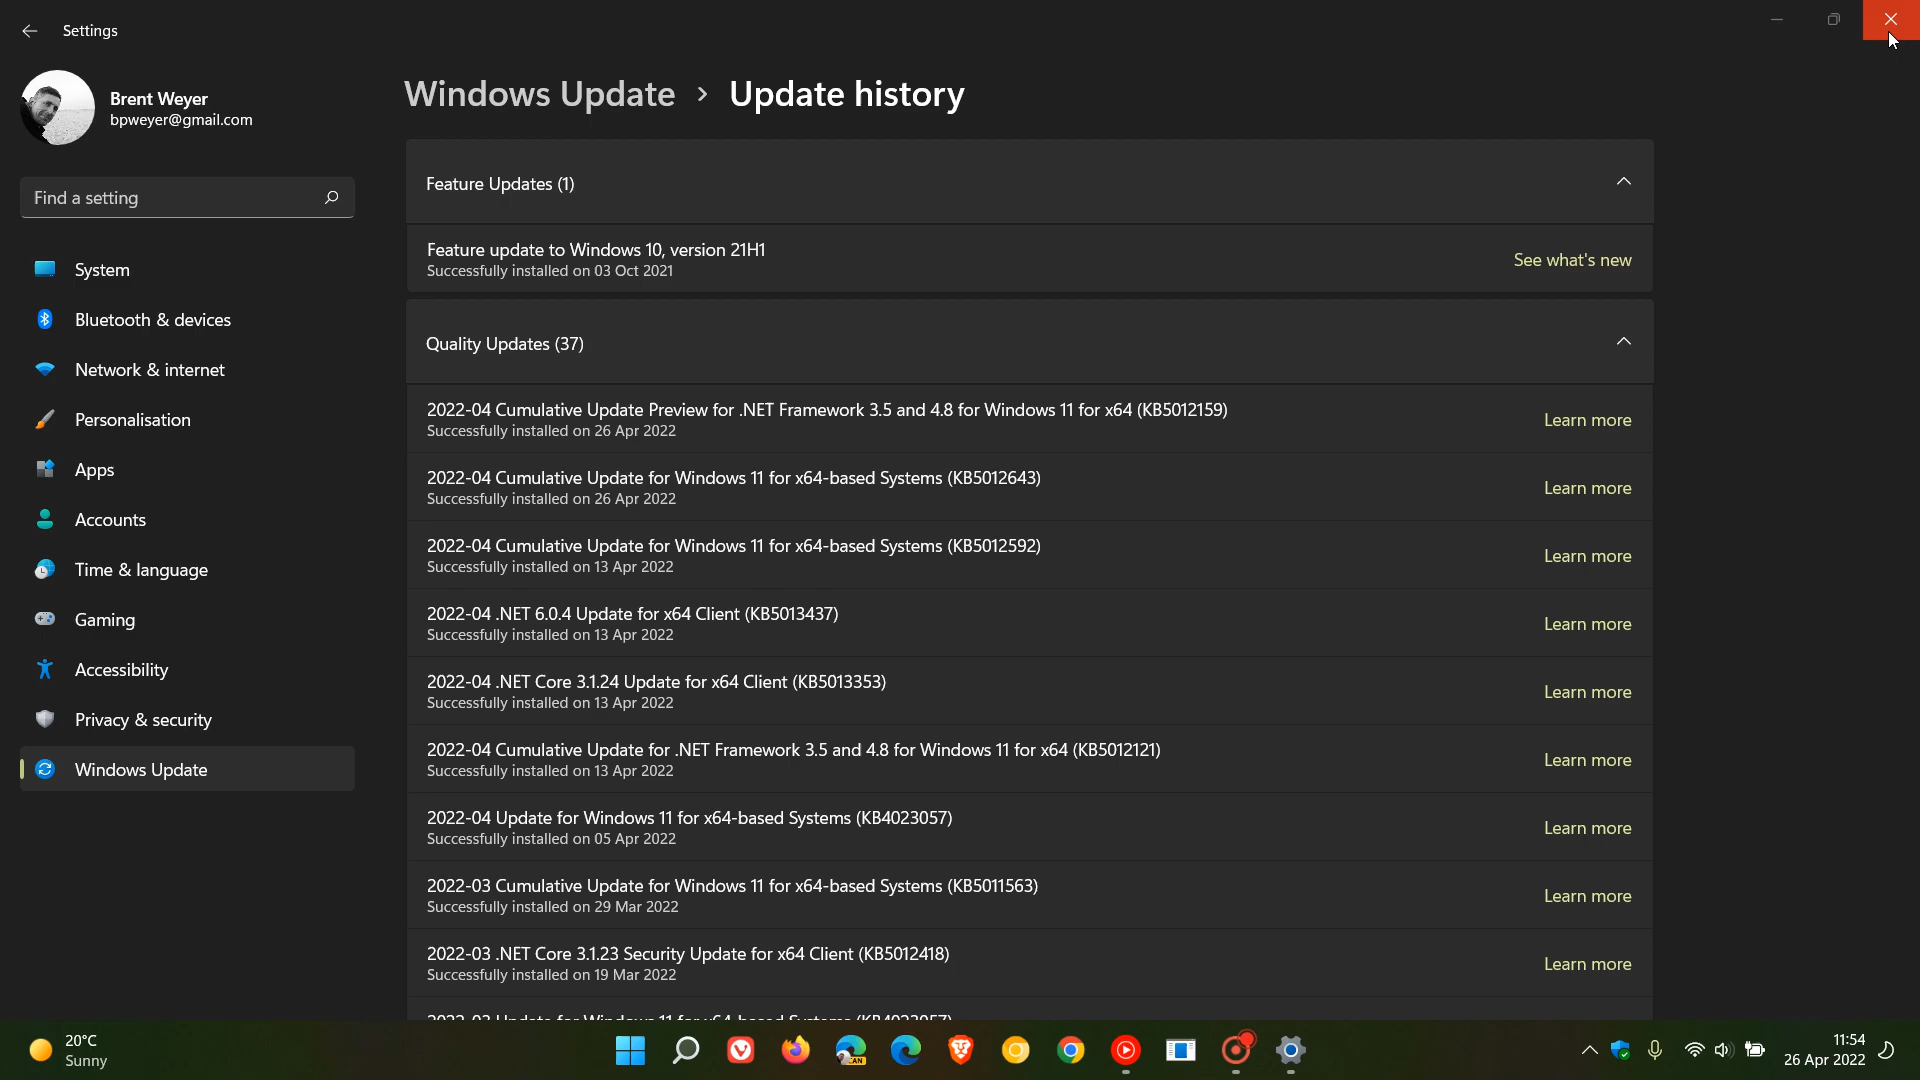 Settings
Brent Weyer
bpweyer@gmail.com
Find a setting
System
Bluetooth & devices
Network & internet
Personalisation
Apps
Accounts
Time & language
Gaming
Accessibility
Privacy & security
Windows Update
Windows Update > Update history
Feature Updates (1)
Feature update to Windows 10, version 21H1
Successfully installed on 03 Oct 2021
See what's new
Quality Updates (37)
2022-04 Cumulative Update Preview for .NET Framework 3.5 and 4.8 for Windows 11 for x64 (KB5012159)
Successfully installed on 26 Apr 2022
Learn more
2022-04 Cumulative Update for Windows 11 for x64-based Systems (KB5012643)
Successfully installed on 26 Apr 2022
Learn more
2022-04 Cumulative Update for Windows 11 for x64-based Systems (KB5012592)
Successfully installed on 13 Apr 2022
Learn more
2022-04 .NET 6.0.4 Update for x64 Client (KB5013437)
Successfully installed on 13 Apr 2022
Learn more
2022-04 .NET Core 3.1.24 Update for x64 Client (KB5013353)
Successfully installed on 13 Apr 2022
Learn more
2022-04 Cumulative Update for .NET Framework 3.5 and 4.8 for Windows 11 for x64 (KB5012121)
Successfully installed on 13 Apr 2022
Learn more
2022-04 Update for Windows 11 for x64-based Systems (KB4023057)
Successfully installed on 05 Apr 2022
Learn more
2022-03 Cumulative Update for Windows 11 for x64-based Systems (KB5011563)
Successfully installed on 29 Mar 2022
Learn more
2022-03 .NET Core 3.1.23 Security Update for x64 Client (KB5012418)
Successfully installed on 19 Mar 2022
Learn more
2022-03 Update for Windows 11 for x64-based Systems (KB4023057)
20°C
Sunny
CAN
11:54
26 Apr 2022